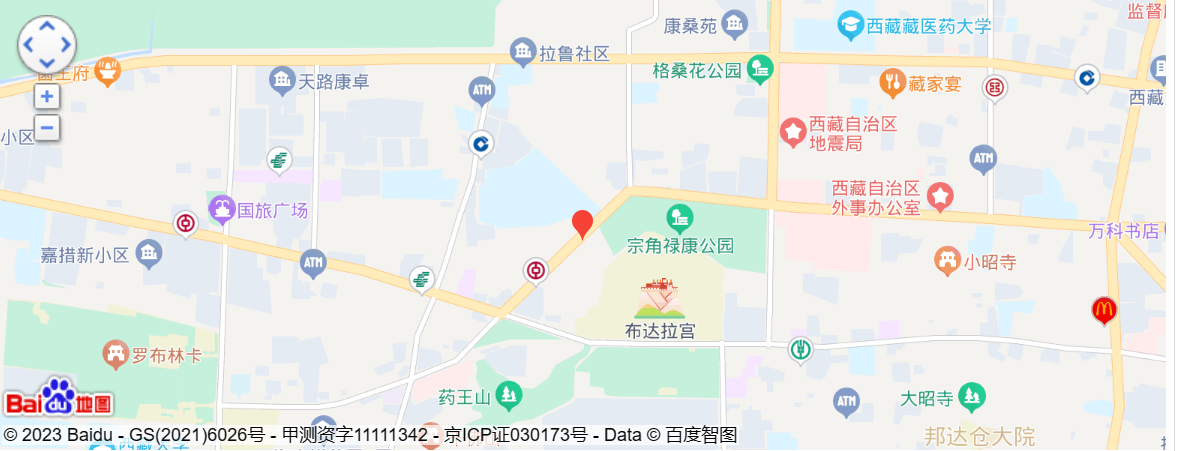 康桑苑
西藏藏医药大学
拉鲁社区
格桑花公园
天路康卓
ATM
藏家宴
西藏
小区
西藏自治区
地震局
ATM
西藏自治区
外事办公室
国旅广场
万科书店
宗角禄康公园
嘉措新小区
ATM
小昭寺
布达拉宫
罗布林卡
药王山
大昭寺
ATM
Bai du 地图
邦达仓大院
© 2023 Baidu - GS(2021)6026号 - 甲测资字11111342 - 京ICP证030173号 - Data © 百度智图